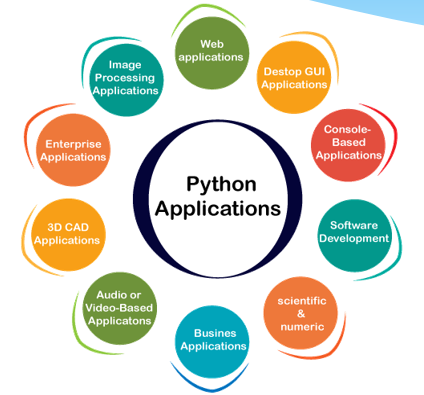 Web
applications
Destop GUI
Applications
Console-
Based
Applications
Software
Development
scientific
&
numeric
Busines
Applications
Audio or
Video-Based
Applicatons
3D CAD
Applications
Enterprise
Applications
Image
Processing
Applications
Python
Applications